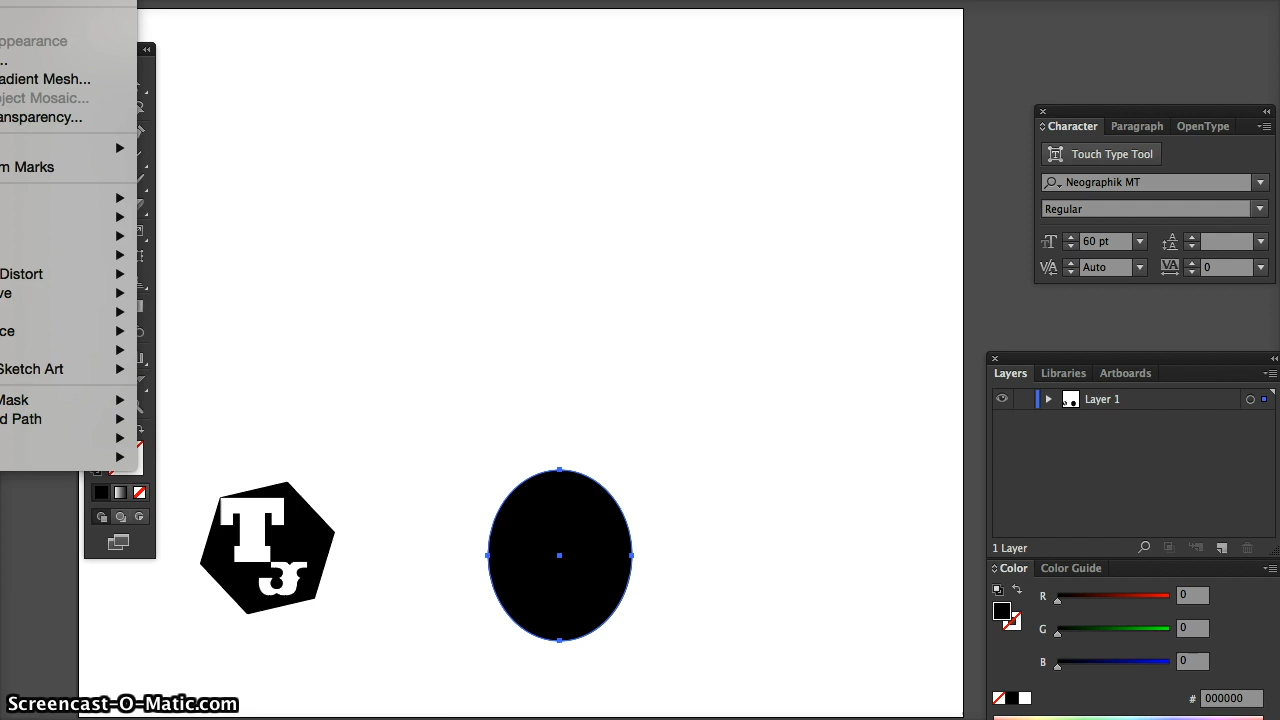 ppearance
...
adient Mesh...
ject Mosaic...
ansparency...
m Marks
Distort
ve
ce
Sketch Art
Mask
d Path
Character Paragraph OpenType
Touch Type Tool
Neographik MT
Regular
60 pt
Auto 0
Layers Libraries Artboards
Layer 1
T
1 Layer
Color Color Guide
R 0
G 0
B 0
# 000000
Screencast-O-Matic.com